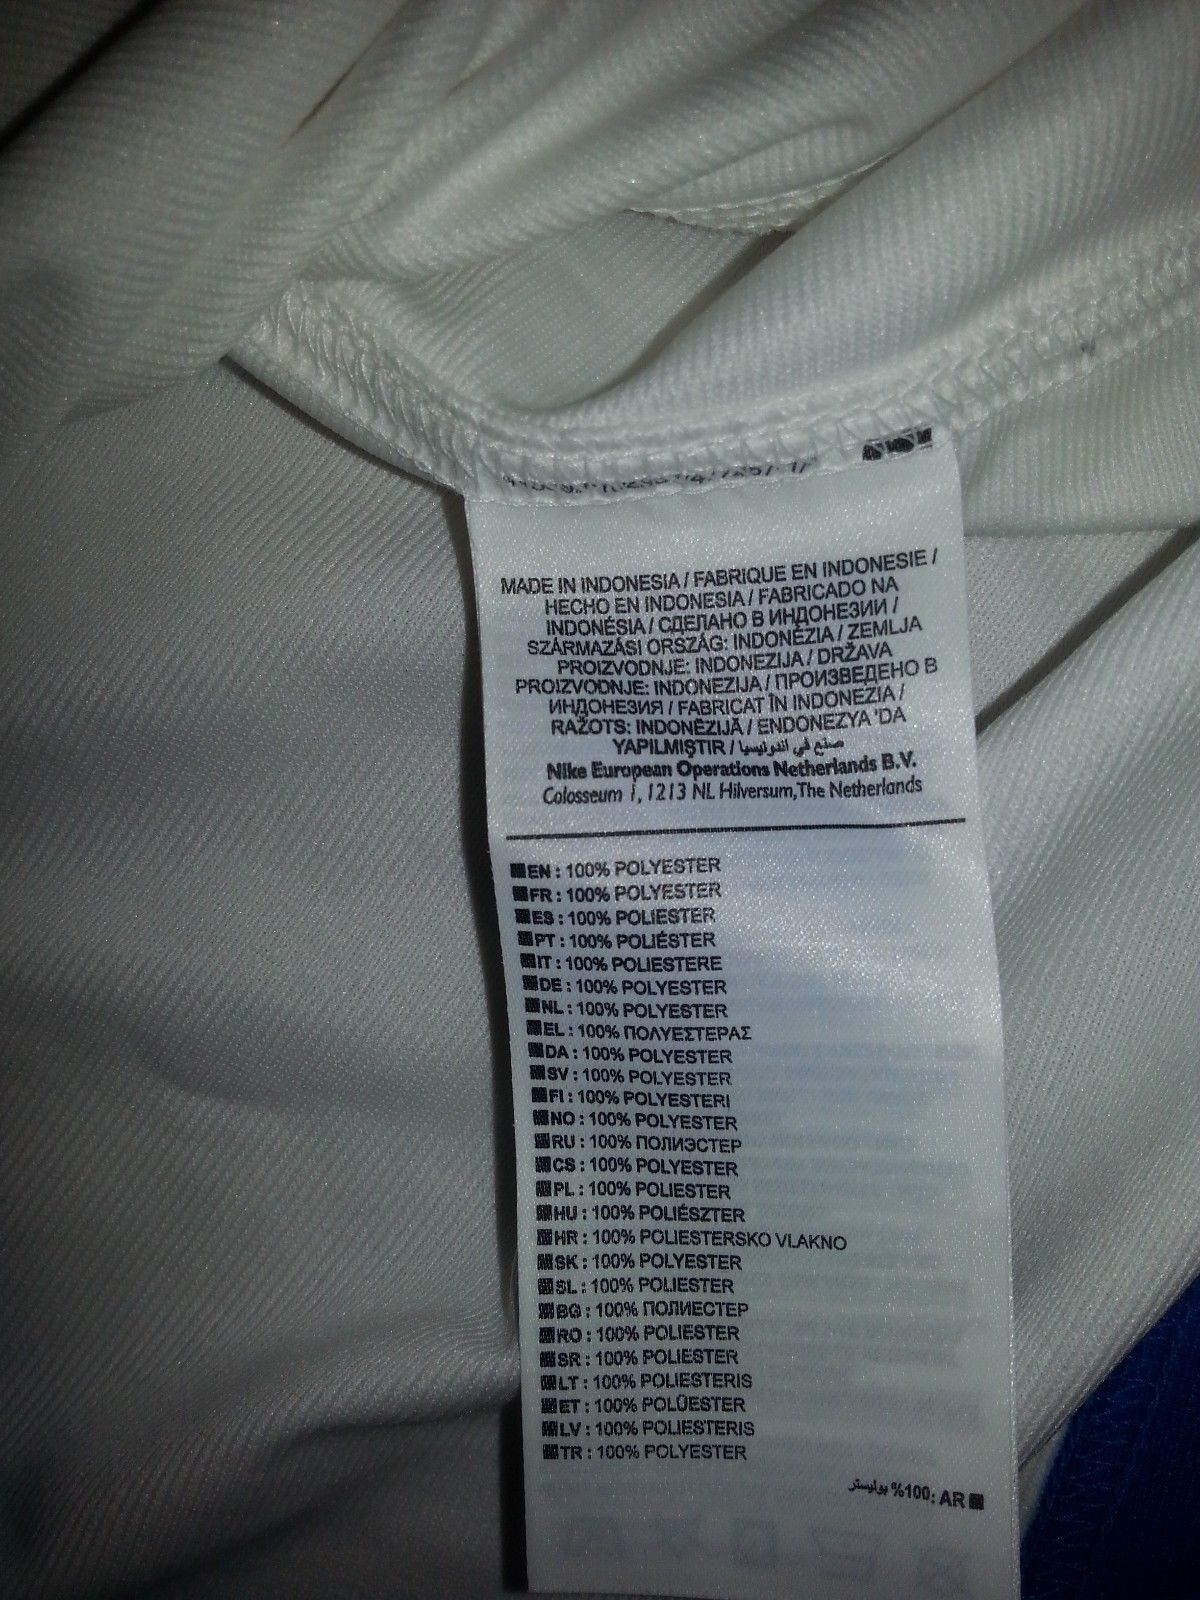 MADE IN INDONESIA / FABRIQUE EN INDONESIE /
HECHO EN INDONESIA / FABRICADO NA
INDONÉSIA / СДЕЛАНО В ИНДОНЕЗИИ /
SZÁRMAZÁSI ORSZÁG: INDONÉZIA / ZEMLJA
PROIZVODNJE: INDONEZIJA / DRŽAVA
PROIZVODNJE: INDONEZIJA / ПРОИЗВЕДЕНО В
ИНДОНЕЗИЯ / FABRICAT ÎN INDONEZIA /
RAŽOTS: INDONĒZIJĀ / ENDONEZYA 'DA
YAPILMIŞTIR / صنع في اندونيسيا
Nike European Operations Netherlands B.V.
Colosseum 1, 1213 NL Hilversum, The Netherlands
EN : 100% POLYESTER
FR : 100% POLYESTER
ES : 100% POLIESTER
PT : 100% POLIÉSTER
IT : 100% POLIESTERE
DE : 100% POLYESTER
NL : 100% POLYESTER
EL : 100% ΠΟΛΥΕΣΤΕΡΑΣ
DA : 100% POLYESTER
SV : 100% POLYESTER
FI : 100% POLYESTERI
NO : 100% POLYESTER
RU : 100% ПОЛИЭСТЕР
CS : 100% POLYESTER
PL : 100% POLIESTER
HU : 100% POLIÉSZTER
HR : 100% POLIESTERSKO VLAKNO
SK : 100% POLYESTER
SL : 100% POLIESTER
BG : 100% ПОЛИЕСТЕР
RO : 100% POLIESTER
SR : 100% POLIESTER
LT : 100% POLIESTERIS
ET : 100% POLÜESTER
LV : 100% POLIESTERIS
TR : 100% POLYESTER
AR :100% بوليستر